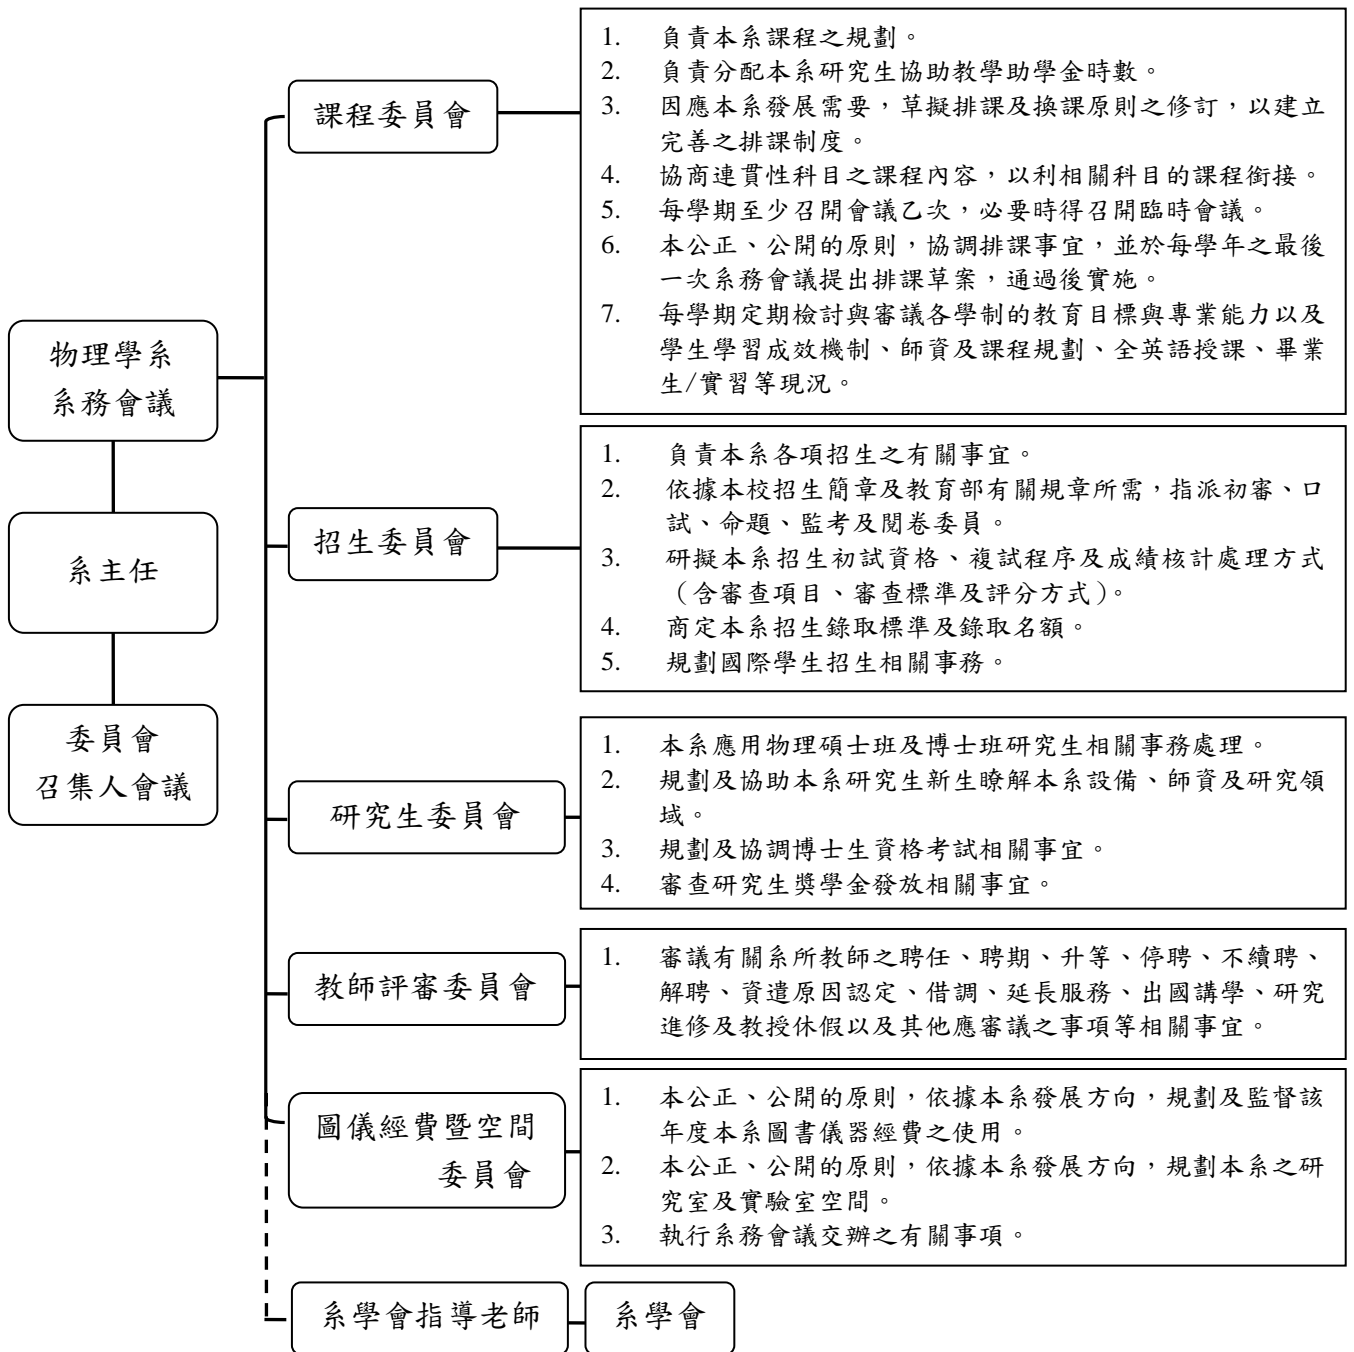 物理學系
系務會議
系主任
委員會
召集人會議
課程委員會
1. 負責本系課程之規劃。
2. 負責分配本系研究生協助教學助學金時數。
3. 因應本系發展需要，草擬排課及換課原則之修訂，以建立
完善之排課制度。
4. 協商連貫性科目之課程內容，以利相關科目的課程銜接。
5. 每學期至少召開會議乙次，必要時得召開臨時會議。
6. 本公正、公開的原則，協調排課事宜，並於每學年之最後
一次系務會議提出排課草案，通過後實施。
7. 每學期定期檢討與審議各學制的教育目標與專業能力以及
學生學習成效機制、師資及課程規劃、全英語授課、畢業
生/實習等現況。
招生委員會
1. 負責本系各項招生之有關事宜。
2. 依據本校招生簡章及教育部有關規章所需，指派初審、口
試、命題、監考及閱卷委員。
3. 研擬本系招生初試資格、複試程序及成績核計處理方式
（含審查項目、審查標準及評分方式）。
4. 商定本系招生錄取標準及錄取名額。
5. 規劃國際學生招生相關事務。
研究生委員會
1. 本系應用物理碩士班及博士班研究生相關事務處理。
2. 規劃及協助本系研究生新生瞭解本系設備、師資及研究領
域。
3. 規劃及協調博士生資格考試相關事宜。
4. 審查研究生獎學金發放相關事宜。
教師評審委員會
1. 審議有關系所教師之聘任、聘期、升等、停聘、不續聘、
解聘、資遣原因認定、借調、延長服務、出國講學、研究
進修及教授休假以及其他應審議之事項等相關事宜。
圖儀經費暨空間
委員會
1. 本公正、公開的原則，依據本系發展方向，規劃及監督該
年度本系圖書儀器經費之使用。
2. 本公正、公開的原則，依據本系發展方向，規劃本系之研
究室及實驗室空間。
3. 執行系務會議交辦之有關事項。
系學會指導老師
系學會